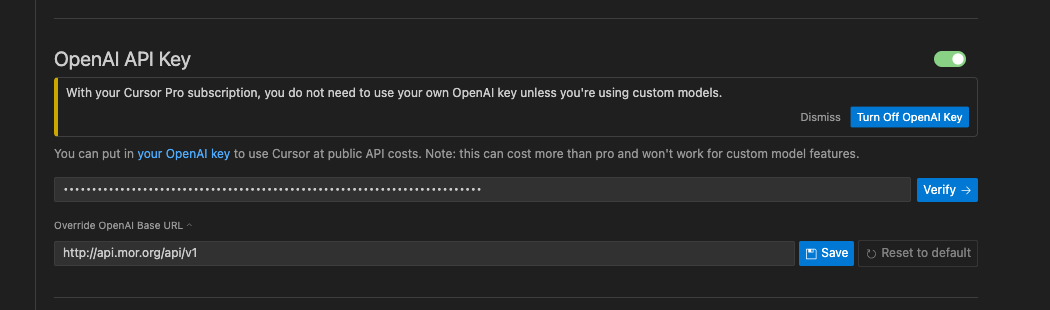 OpenAI API Key
With your Cursor Pro subscription, you do not need to use your own OpenAI key unless you're using custom models.
Dismiss Turn Off OpenAI Key
You can put in your OpenAI key to use Cursor at public API costs. Note: this can cost more than pro and won't work for custom model features.
••••••••••••••••••••••••••••••••••••••••••••••••••••••••••••••••••••••••••• Verify →
Override OpenAI Base URL ^
http://api.mor.org/api/v1 Save Reset to default